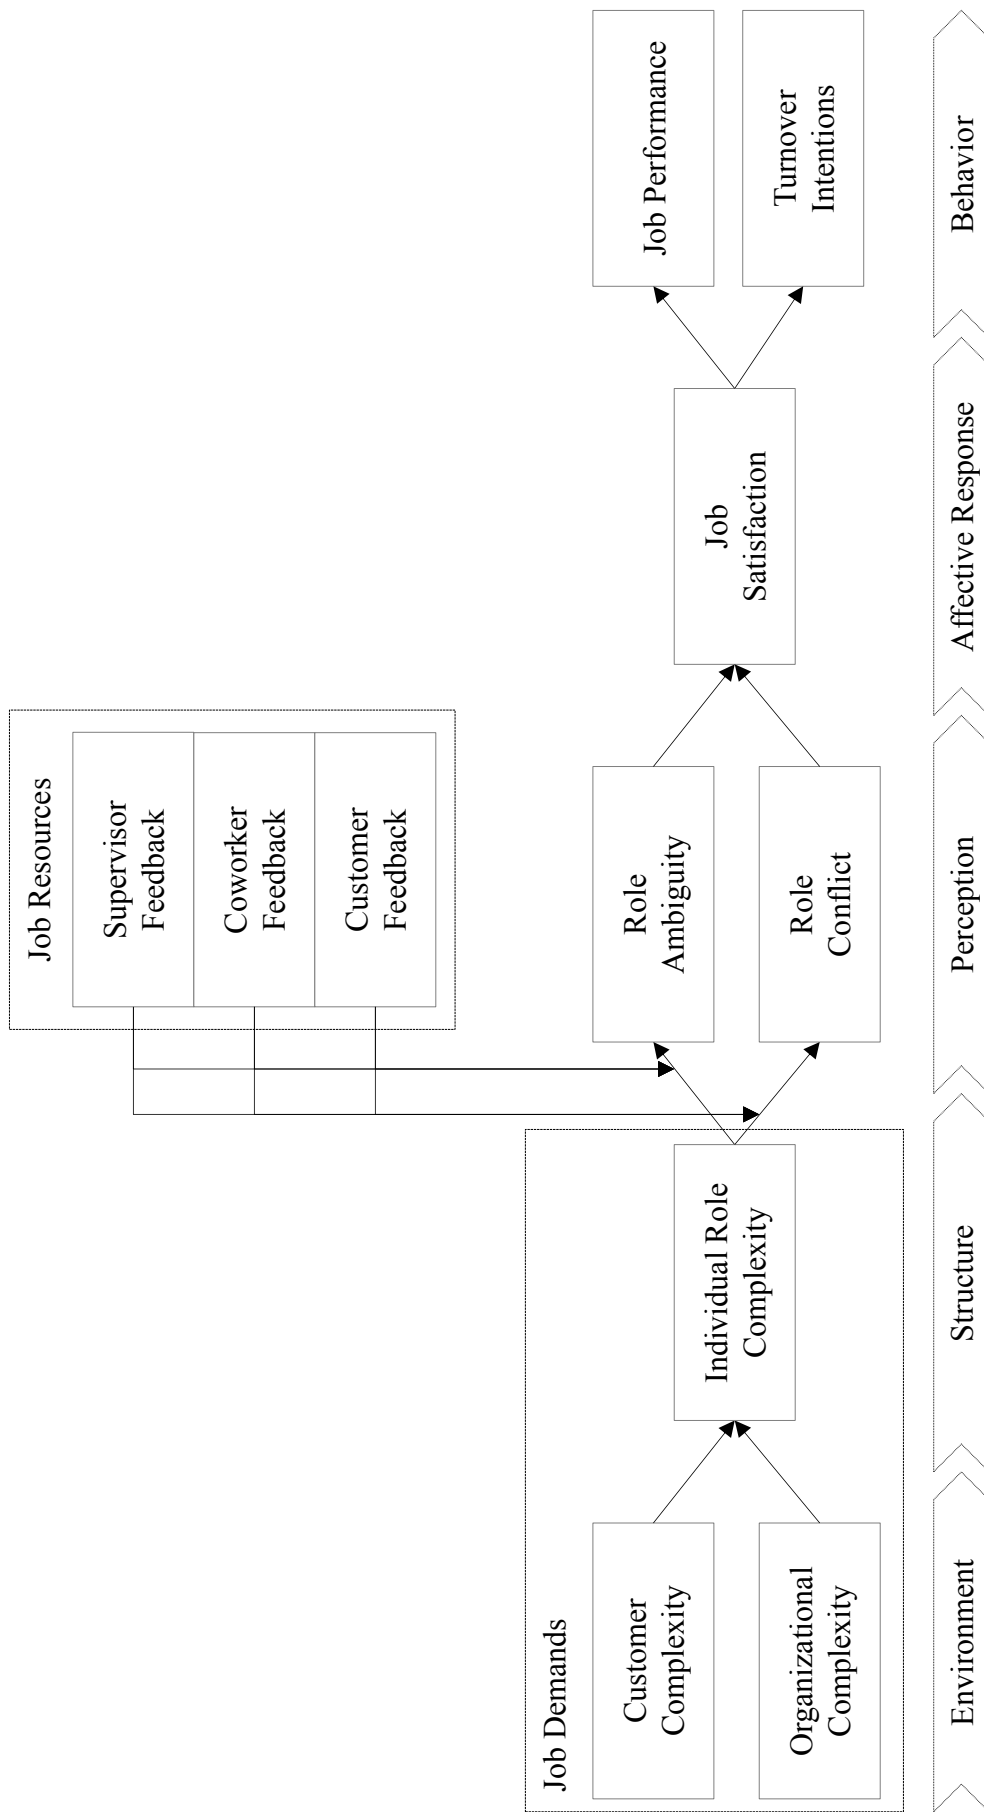 Job Resources
Supervisor
Feedback
Coworker
Feedback
Customer
Feedback
Job Demands
Customer
Complexity
Organizational
Complexity
Individual Role
Complexity
Role
Ambiguity
Role
Conflict
Job
Satisfaction
Job Performance
Turnover
Intentions
Environment
Structure
Perception
Affective Response
Behavior